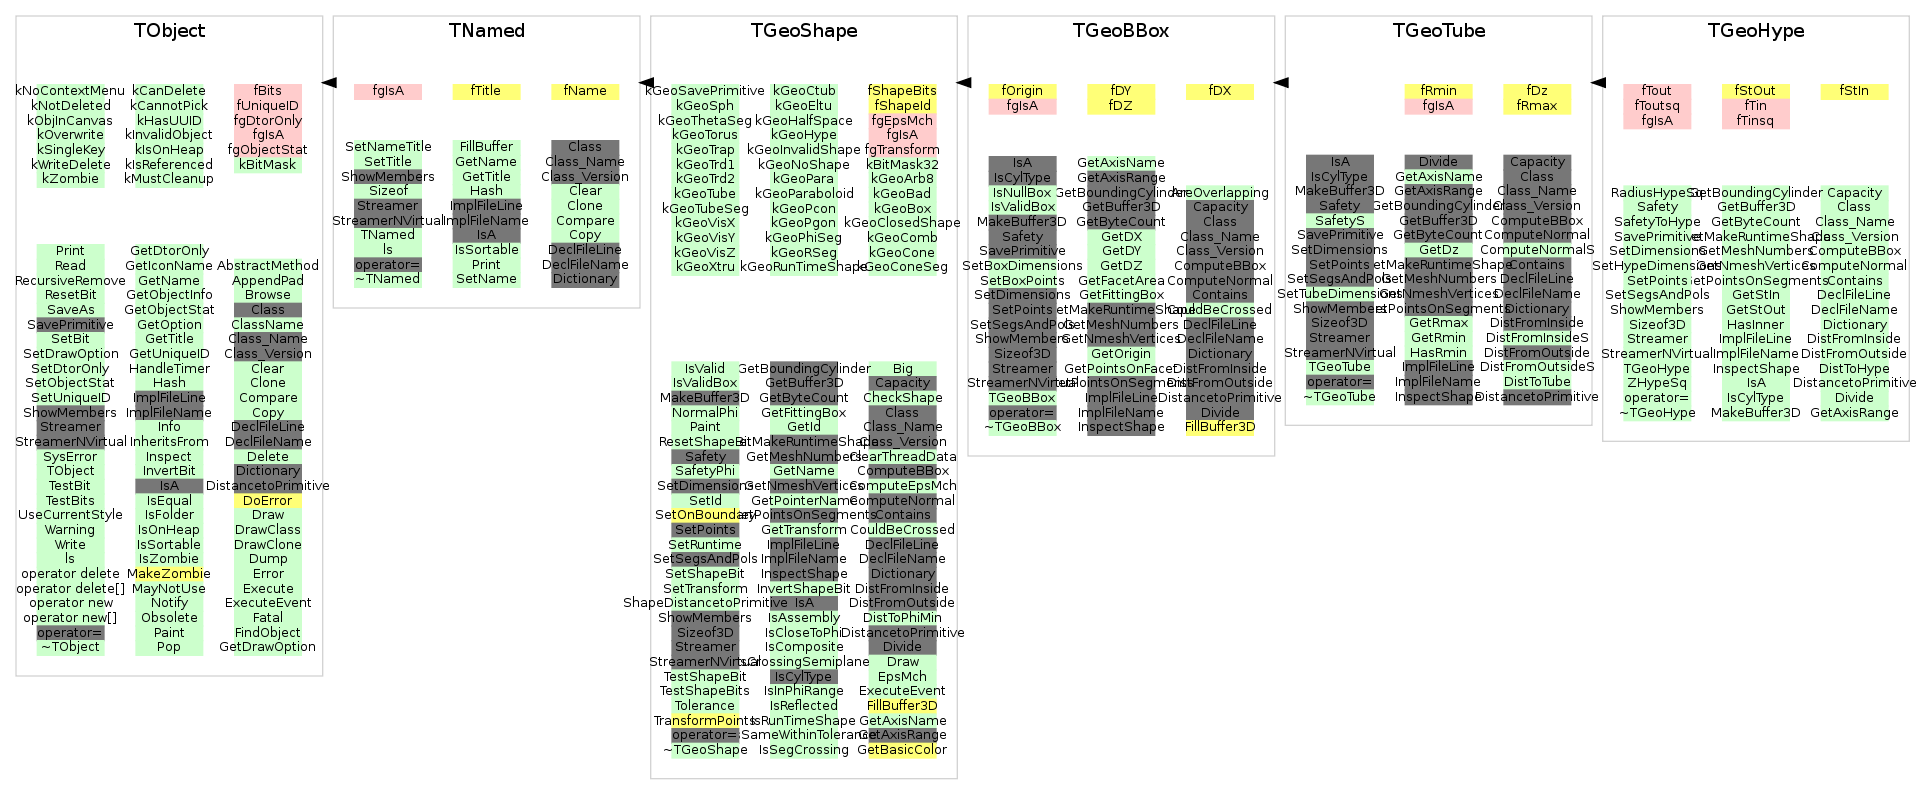 TObject
kNoContextMenu kCanDelete fBits
kNotDeleted kCannotPick fUniqueID
kObjInCanvas kHasUUID fgDtorOnly
kOverwrite kInvalidObject fgIsA
kSingleKey kIsOnHeap fgObjectStat
kWriteDelete kIsReferenced kBitMask
kZombie kMustCleanup
Print GetDtorOnly
Read GetIconName AbstractMethod
RecursiveRemove GetName AppendPad
ResetBit GetObjectInfo Browse
SaveAs GetObjectStat Class
SavePrimitive GetOption ClassName
SetBit GetTitle Class_Name
SetDrawOption GetUniqueID Class_Version
SetDtorOnly HandleTimer Clear
SetObjectStat Hash Clone
SetUniqueID ImplFileLine Compare
ShowMembers ImplFileName Copy
Streamer Info DeclFileLine
StreamerNVirtual InheritsFrom DeclFileName
SysError Inspect Delete
TObject InvertBit Dictionary
TestBit IsA DistancetoPrimitive
TestBits IsEqual DoError
UseCurrentStyle IsFolder Draw
Warning IsOnHeap DrawClass
Write IsSortable DrawClone
ls IsZombie Dump
operator delete MakeZombie Error
operator delete[] MayNotUse Execute
operator new Notify ExecuteEvent
operator new[] Obsolete Fatal
operator= Paint FindObject
~TObject Pop GetDrawOption
TNamed
fgIsA fTitle fName
SetNameTitle FillBuffer Class
SetTitle GetName Class_Name
ShowMembers GetTitle Class_Version
Sizeof Hash Clear
Streamer ImplFileLine Clone
StreamerNVirtual ImplFileName Compare
TNamed IsA Copy
ls IsSortable DeclFileLine
operator= Print DeclFileName
~TNamed SetName Dictionary
TGeoShape
kGeoSavePrimitive kGeoCtub fShapeBits
kGeoSph kGeoEltu fShapeId
kGeoThetaSeg kGeoHalfSpace fgEpsMch
kGeoTorus kGeoHype fgIsA
kGeoTrap kGeoInvalidShape fgTransform
kGeoTrd1 kGeoNoShape kBitMask32
kGeoTrd2 kGeoPara kGeoArb8
kGeoTube kGeoParaboloid kGeoBad
kGeoTubeSeg kGeoPcon kGeoBox
kGeoVisX kGeoPgon kGeoClosedShape
kGeoVisY kGeoPhiSeg kGeoComb
kGeoVisZ kGeoRSeg kGeoCone
kGeoXtru kGeoRunTimeShape kGeoConeSeg
IsValid GetBoundingCylinder Big
IsValidBox GetBuffer3D Capacity
MakeBuffer3D GetByteCount CheckShape
NormalPhi GetFittingBox Class
Paint GetId Class_Name
ResetShapeBit etMakeRuntimeShape Class_Version
Safety GetMeshNumbers ClearThreadData
SafetyPhi GetName ComputeBBox
SetDimensions GetNmeshVertices ComputeEpsMch
SetId GetPointerName ComputeNormal
SetOnBoundary etPointsOnSegments Contains
SetPoints GetTransform CouldBeCrossed
SetRuntime ImplFileLine DeclFileLine
SetSegsAndPols ImplFileName DeclFileName
SetShapeBit InspectShape Dictionary
SetTransform InvertShapeBit DistFromInside
ShapeDistancetoPrimitive IsA DistFromOutside
ShowMembers IsAssembly DistToPhiMin
Sizeof3D IsCloseToPhi DistancetoPrimitive
Streamer IsComposite Divide
StreamerNVirtual IsCrossingSemiplane Draw
TestShapeBit IsCylType EpsMch
TestShapeBits IsInPhiRange ExecuteEvent
Tolerance IsReflected FillBuffer3D
TransformPoints IsRunTimeShape GetAxisName
operator= IsSameWithinTolerance GetAxisRange
~TGeoShape IsSegCrossing GetBasicColor
TGeoBBox
fOrigin fDY fDX
fgIsA fDZ
IsA GetAxisName
IsCylType GetAxisRange
IsNullBox GetBoundingCylinder AreOverlapping
IsValidBox GetBuffer3D Capacity
MakeBuffer3D GetByteCount Class
Safety GetDX Class_Name
SavePrimitive GetDY Class_Version
SetBoxDimensions GetDZ ComputeBBox
SetBoxPoints GetFacetArea ComputeNormal
SetDimensions GetFittingBox Contains
SetPoints etMakeRuntimeShape CouldBeCrossed
SetSegsAndPols GetMeshNumbers DeclFileLine
ShowMembers GetNmeshVertices DeclFileName
Sizeof3D GetOrigin Dictionary
Streamer GetPointsOnFacet DistFromInside
StreamerNVirtual etPointsOnSegments DistFromOutside
TGeoBBox ImplFileLine DistancetoPrimitive
operator= ImplFileName Divide
~TGeoBBox InspectShape FillBuffer3D
TGeoTube
fRmin fDz
fgIsA fRmax
IsA Divide Capacity
IsCylType GetAxisName Class
MakeBuffer3D GetAxisRange Class_Name
Safety GetBoundingCylinder Class_Version
SafetyS GetBuffer3D ComputeBBox
SavePrimitive GetByteCount ComputeNormal
SetDimensions GetDz ComputeNormalS
SetPoints etMakeRuntimeShape Contains
SetSegsAndPols GetMeshNumbers DeclFileLine
SetTubeDimensions GetNmeshVertices DeclFileName
ShowMembers etPointsOnSegments Dictionary
Sizeof3D GetRmax DistFromInside
Streamer GetRmin DistFromInsideS
StreamerNVirtual HasRmin DistFromOutside
TGeoTube ImplFileLine DistFromOutsideS
operator= ImplFileName DistToTube
~TGeoTube InspectShape DistancetoPrimitive
TGeoHype
fTout fStOut fStIn
fToutsq fTin
fgIsA fTinsq
RadiusHypeSq GetBoundingCylinder Capacity
Safety GetBuffer3D Class
SafetyToHype GetByteCount Class_Name
SavePrimitive etMakeRuntimeShape Class_Version
SetDimensions GetMeshNumbers ComputeBBox
SetHypeDimensions GetNmeshVertices ComputeNormal
SetPoints etPointsOnSegments Contains
SetSegsAndPols GetStIn DeclFileLine
ShowMembers GetStOut DeclFileName
Sizeof3D HasInner Dictionary
Streamer ImplFileLine DistFromInside
StreamerNVirtual ImplFileName DistFromOutside
TGeoHype InspectShape DistToHype
ZHypeSq IsA DistancetoPrimitive
operator= IsCylType Divide
~TGeoHype MakeBuffer3D GetAxisRange